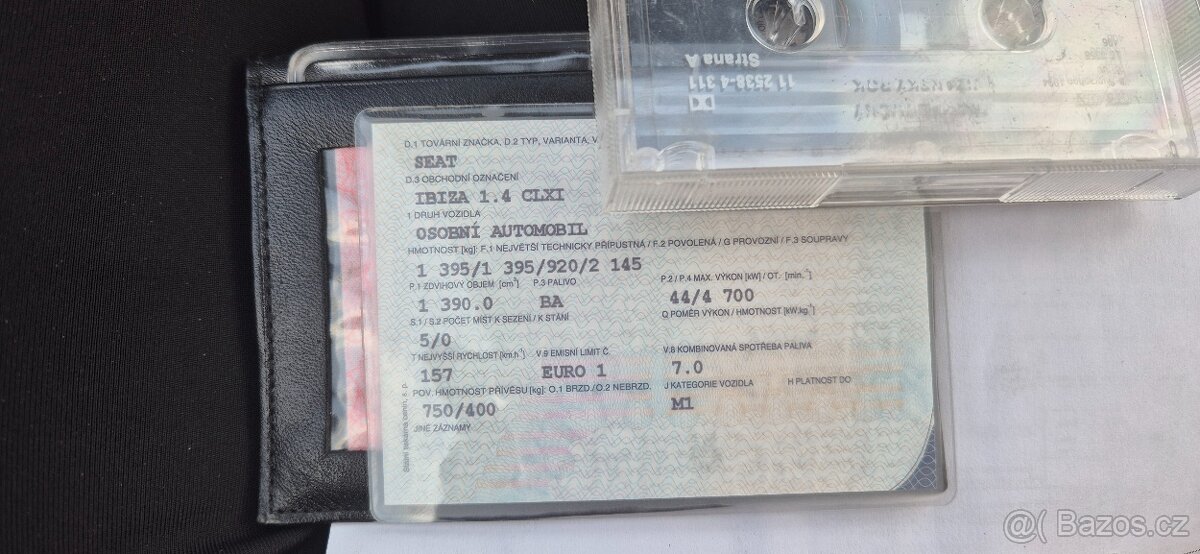 11 2538-4 311
Strana A
D.1 TOVÁRNÍ ZNAČKA, D.2 TYP, VARIANTA, V
SEAT
D.3 OBCHODNÍ OZNAČENÍ
IBIZA 1.4 CLXI
1 DRUH VOZIDLA
OSOBNÍ AUTOMOBIL
HMOTNOST [kg]: F.1 NEJVĚTŠÍ TECHNICKY PŘÍPUSTNÁ / F.2 POVOLENÁ / G PROVOZNÍ / F.3 SOUPRAVY
1 395/1 395/920/2 145
P.1 ZDVIHOVÝ OBJEM [cm³] P.3 PALIVO P.2 / P.4 MAX. VÝKON [kW] / OT. [min.⁻¹]
1 390.0 BA 44/4 700
S.1 / S.2 POČET MÍST K SEZENÍ / K STÁNÍ Q POMĚR VÝKON / HMOTNOST [kW.kg⁻¹]
5/0
T NEJVYŠŠÍ RYCHLOST [km.h⁻¹] V.9 EMISNÍ LIMIT Č. V.8 KOMBINOVANÁ SPOTŘEBA PALIVA
157 EURO 1 7.0
POV. HMOTNOST PŘÍVĚSU [kg]: O.1 BRZD./O.2 NEBRZD. J KATEGORIE VOZIDLA H PLATNOST DO
750/400 M1
JINÉ ZÁZNAMY
Státní tiskárna cenin, s. p.
@( Bazos.cz